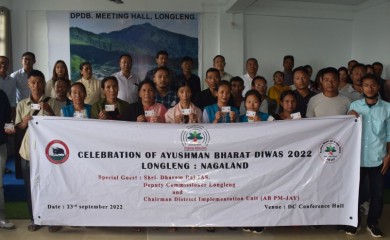 DPDB. MEETING HALL, LONGLENG.
CELEBRATION OF AYUSHMAN BHARAT DIWAS 2022
LONGLENG : NAGALAND
Special Guest : Shri. Dharam Raj IAS
Deputy Commissioner Longleng
and
Chairman District Implementation Unit (AB PM-JAY)
Date : 23rd september 2022
Venue : DC Conference Hall